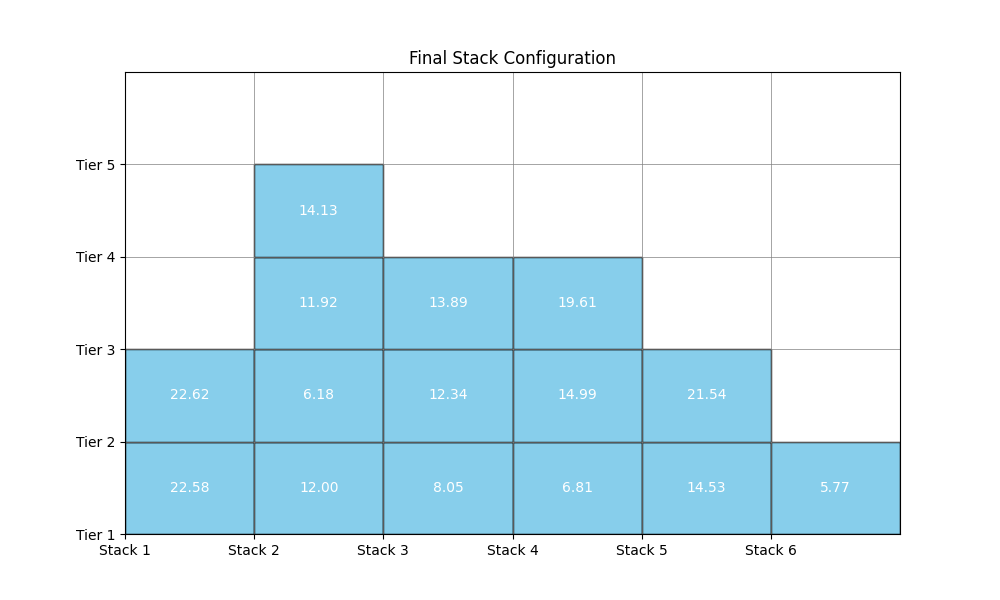 Final Stack Configuration
Tier 5
14.13
Tier 4
11.92 13.89 19.61
Tier 3
22.62 6.18 12.34 14.99 21.54
Tier 2
22.58 12.00 8.05 6.81 14.53 5.77
Tier 1
Stack 1 Stack 2 Stack 3 Stack 4 Stack 5 Stack 6